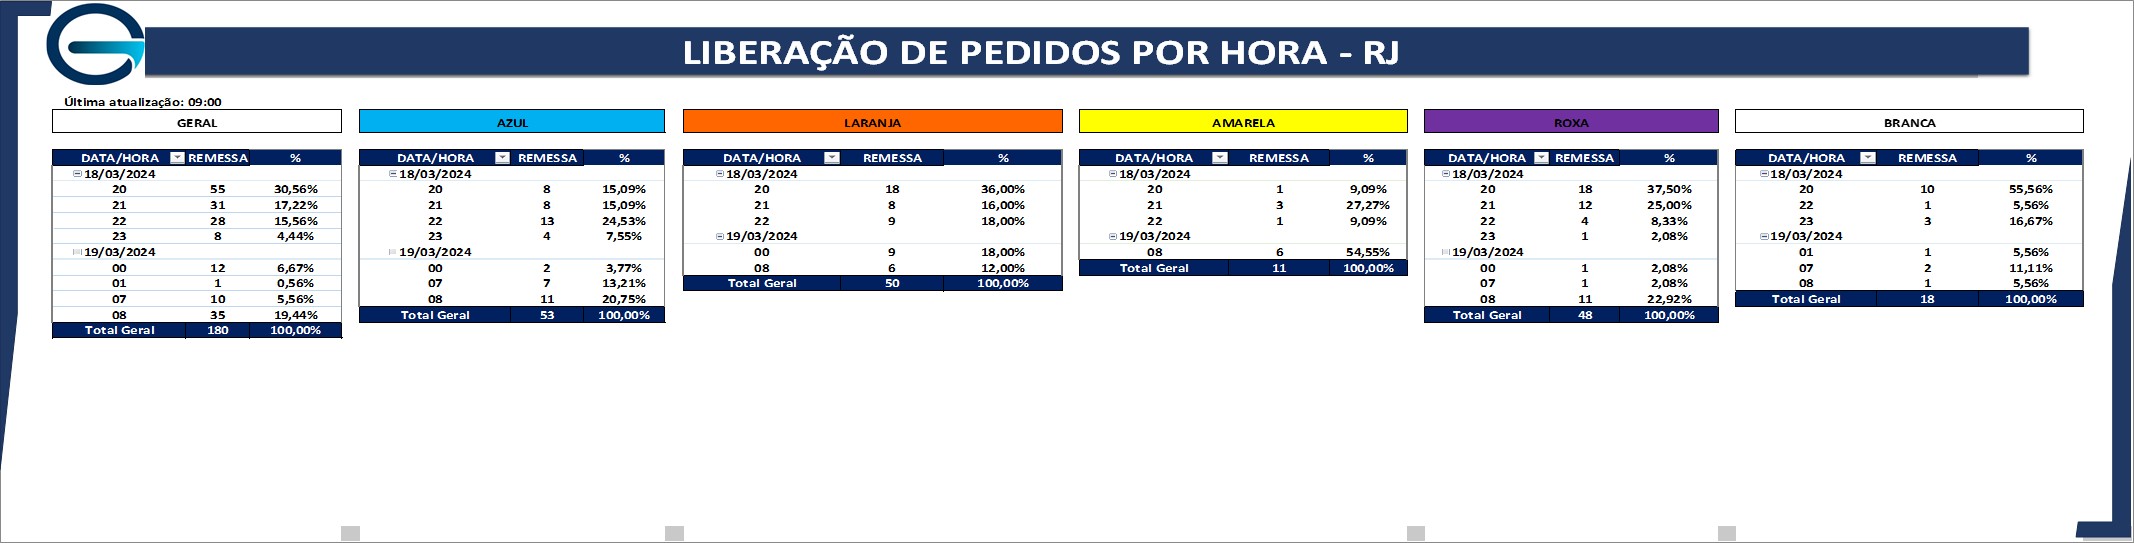 LIBERAÇÃO DE PEDIDOS POR HORA - RJ
Última atualização: 09:00
GERAL
DATA/HORA REMESSA %
18/03/2024
20 55 30,56%
21 31 17,22%
22 28 15,56%
23 8 4,44%
19/03/2024
00 12 6,67%
01 1 0,56%
07 10 5,56%
08 35 19,44%
Total Geral 180 100,00%
AZUL
DATA/HORA REMESSA %
18/03/2024
20 8 15,09%
21 8 15,09%
22 13 24,53%
23 4 7,55%
19/03/2024
00 2 3,77%
07 7 13,21%
08 11 20,75%
Total Geral 53 100,00%
LARANJA
DATA/HORA REMESSA %
18/03/2024
20 18 36,00%
21 8 16,00%
22 9 18,00%
19/03/2024
00 9 18,00%
08 6 12,00%
Total Geral 50 100,00%
AMARELA
DATA/HORA REMESSA %
18/03/2024
20 1 9,09%
21 3 27,27%
22 1 9,09%
19/03/2024
08 6 54,55%
Total Geral 11 100,00%
ROXA
DATA/HORA REMESSA %
18/03/2024
20 18 37,50%
21 12 25,00%
22 4 8,33%
23 1 2,08%
19/03/2024
00 1 2,08%
07 1 2,08%
08 11 22,92%
Total Geral 48 100,00%
BRANCA
DATA/HORA REMESSA %
18/03/2024
20 10 55,56%
22 1 5,56%
23 3 16,67%
19/03/2024
01 1 5,56%
07 2 11,11%
08 1 5,56%
Total Geral 18 100,00%